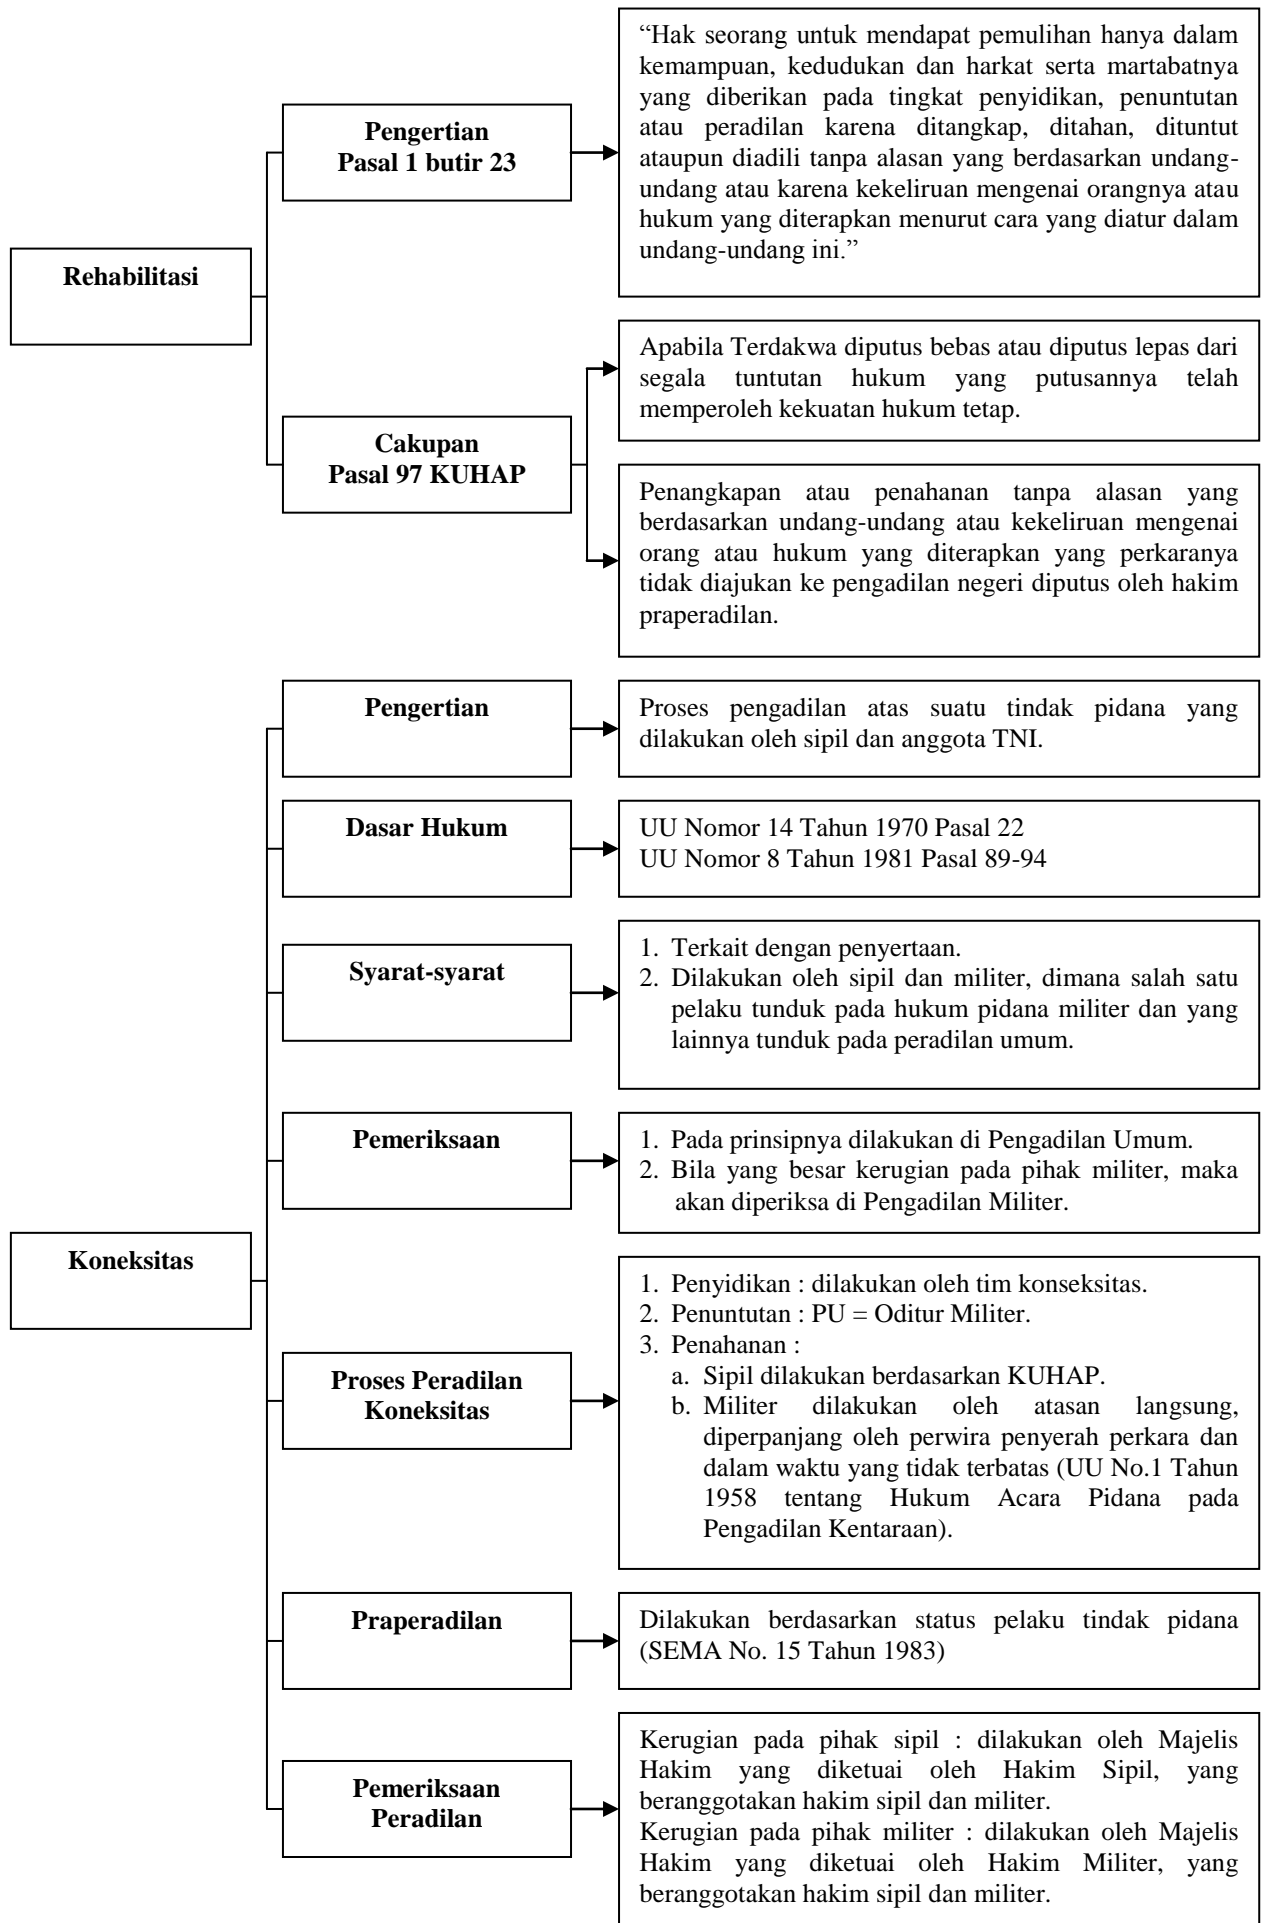 Rehabilitasi
Pengertian
Pasal 1 butir 23
“Hak seorang untuk mendapat pemulihan hanya dalam
kemampuan, kedudukan dan harkat serta martabatnya
yang diberikan pada tingkat penyidikan, penuntutan
atau peradilan karena ditangkap, ditahan, dituntut
ataupun diadili tanpa alasan yang berdasarkan undang-
undang atau karena kekeliruan mengenai orangnya atau
hukum yang diterapkan menurut cara yang diatur dalam
undang-undang ini.”
Cakupan
Pasal 97 KUHAP
Apabila Terdakwa diputus bebas atau diputus lepas dari
segala tuntutan hukum yang putusannya telah
memperoleh kekuatan hukum tetap.
Penangkapan atau penahanan tanpa alasan yang
berdasarkan undang-undang atau kekeliruan mengenai
orang atau hukum yang diterapkan yang perkaranya
tidak diajukan ke pengadilan negeri diputus oleh hakim
praperadilan.
Koneksitas
Pengertian
Proses pengadilan atas suatu tindak pidana yang
dilakukan oleh sipil dan anggota TNI.
Dasar Hukum
UU Nomor 14 Tahun 1970 Pasal 22
UU Nomor 8 Tahun 1981 Pasal 89-94
Syarat-syarat
1. Terkait dengan penyertaan.
2. Dilakukan oleh sipil dan militer, dimana salah satu
pelaku tunduk pada hukum pidana militer dan yang
lainnya tunduk pada peradilan umum.
Pemeriksaan
1. Pada prinsipnya dilakukan di Pengadilan Umum.
2. Bila yang besar kerugian pada pihak militer, maka
akan diperiksa di Pengadilan Militer.
Proses Peradilan
Koneksitas
1. Penyidikan : dilakukan oleh tim konseksitas.
2. Penuntutan : PU = Oditur Militer.
3. Penahanan :
a. Sipil dilakukan berdasarkan KUHAP.
b. Militer dilakukan oleh atasan langsung,
diperpanjang oleh perwira penyerah perkara dan
dalam waktu yang tidak terbatas (UU No.1 Tahun
1958 tentang Hukum Acara Pidana pada
Pengadilan Kentaraan).
Praperadilan
Dilakukan berdasarkan status pelaku tindak pidana
(SEMA No. 15 Tahun 1983)
Pemeriksaan
Peradilan
Kerugian pada pihak sipil : dilakukan oleh Majelis
Hakim yang diketuai oleh Hakim Sipil, yang
beranggotakan hakim sipil dan militer.
Kerugian pada pihak militer : dilakukan oleh Majelis
Hakim yang diketuai oleh Hakim Militer, yang
beranggotakan hakim sipil dan militer.